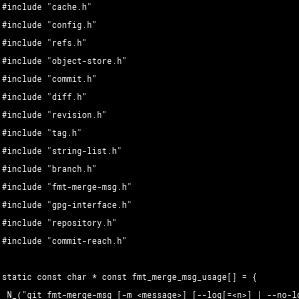 #include "cache.h"
#include "config.h"
#include "refs.h"
#include "object-store.h"
#include "commit.h"
#include "diff.h"
#include "revision.h"
#include "tag.h"
#include "string-list.h"
#include "branch.h"
#include "fmt-merge-msg.h"
#include "gpg-interface.h"
#include "repository.h"
#include "commit-reach.h"
static const char * const fmt_merge_msg_usage[] = {
N_("git fmt-merge-msg [-m <message>] [--log[=<n>] | --no-lo